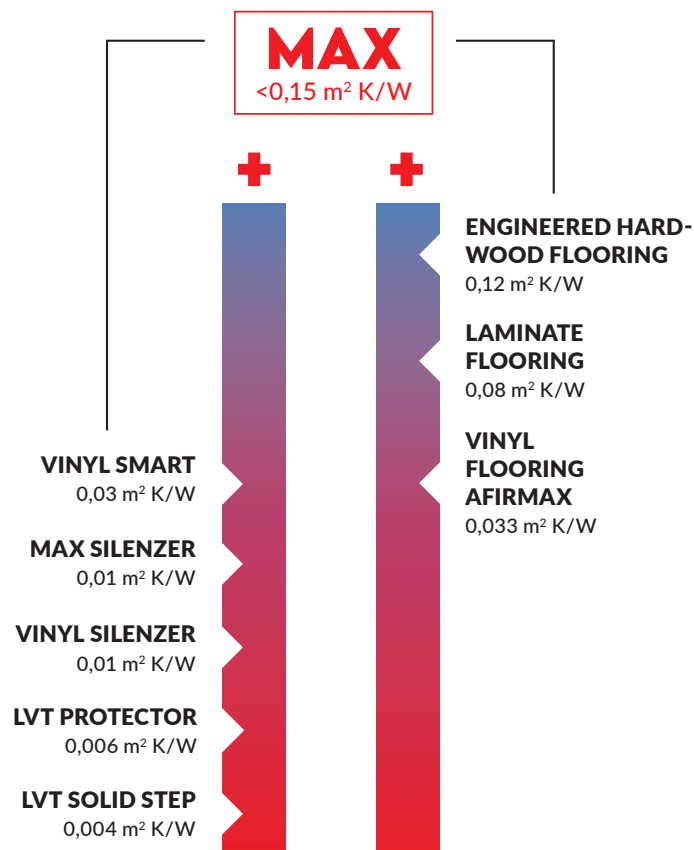 MAX
<0,15 m² K/W
VINYL SMART
0,03 m² K/W
MAX SILENZER
0,01 m² K/W
VINYL SILENZER
0,01 m² K/W
LVT PROTECTOR
0,006 m² K/W
LVT SOLID STEP
0,004 m² K/W
ENGINEERED HARD-
WOOD FLOORING
0,12 m² K/W
LAMINATE
FLOORING
0,08 m² K/W
VINYL
FLOORING
AFIRMAX
0,033 m² K/W